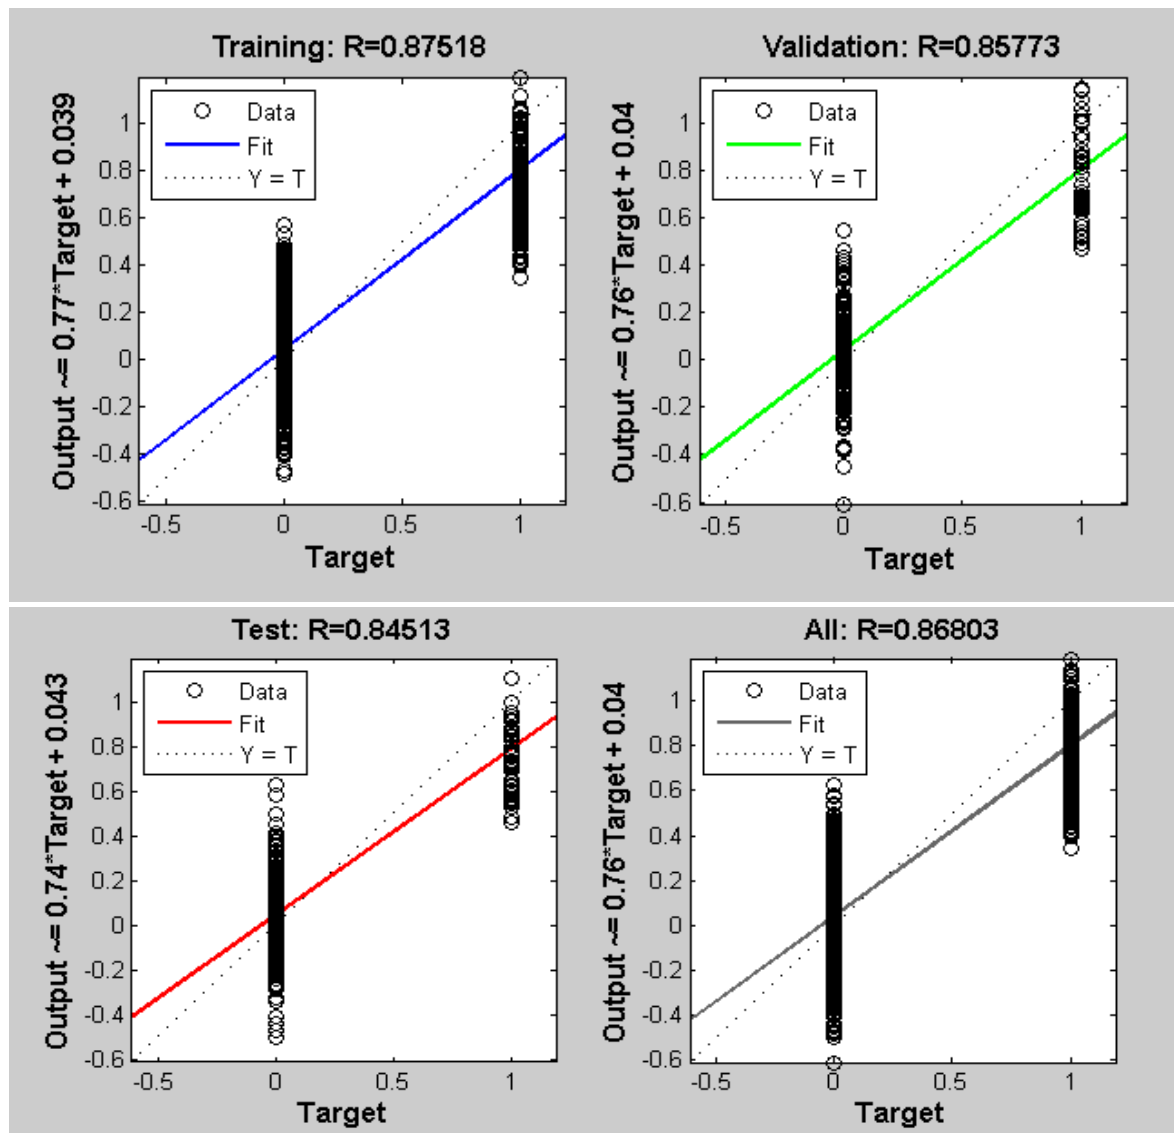 Training: R=0.87518
Output ~= 0.77*Target + 0.039
Data
Fit
Y = T
1
0.8
0.6
0.4
0.2
0
-0.2
-0.4
-0.6
-0.5
0
0.5
1
Target
Validation: R=0.85773
Output ~= 0.76*Target + 0.04
Data
Fit
Y = T
1
0.8
0.6
0.4
0.2
0
-0.2
-0.4
-0.6
-0.5
0
0.5
1
Target
Test: R=0.84513
Output ~= 0.74*Target + 0.043
Data
Fit
Y = T
1
0.8
0.6
0.4
0.2
0
-0.2
-0.4
-0.6
-0.5
0
0.5
1
Target
All: R=0.86803
Output ~= 0.76*Target + 0.04
Data
Fit
Y = T
1
0.8
0.6
0.4
0.2
0
-0.2
-0.4
-0.6
-0.5
0
0.5
1
Target